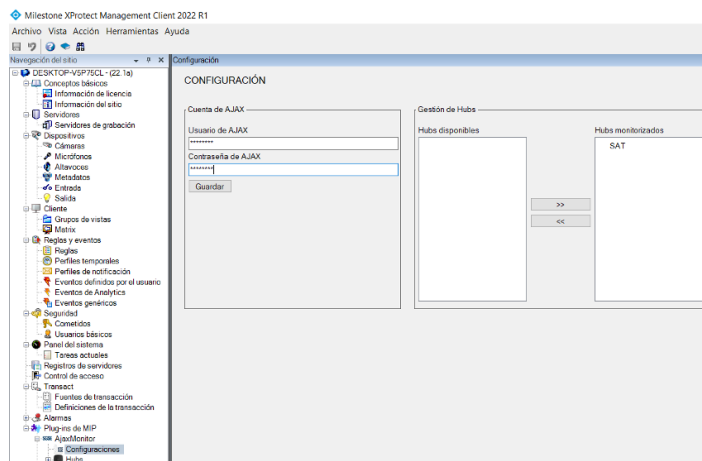 Milestone XProtect Management Client 2022 R1
Archivo Vista Acción Herramientas Ayuda
Navegación del sitio
Configuración
DESKTOP-V5P75CL - (22.1a)
Conceptos básicos
Información de licencia
Información del sitio
Servidores
Servidores de grabación
Dispositivos
Cámaras
Micrófonos
Altavoces
Metadatos
Entrada
Salida
Cliente
Grupos de vistas
Matrix
Reglas y eventos
Reglas
Perfiles temporales
Perfiles de notificación
Eventos definidos por el usuario
Eventos de Analytics
Eventos genéricos
Seguridad
Cometidos
Usuarios básicos
Panel del sistema
Tareas actuales
Registros de servidores
Control de acceso
Transact
Fuentes de transacción
Definiciones de la transacción
Alarmas
Plug-ins de MIP
AjaxMonitor
Configuraciones
Hubs
CONFIGURACIÓN
Cuenta de AJAX
Usuario de AJAX
********
Contraseña de AJAX
********
Guardar
Gestión de Hubs
Hubs disponibles
Hubs monitorizados
SAT
>>
<<